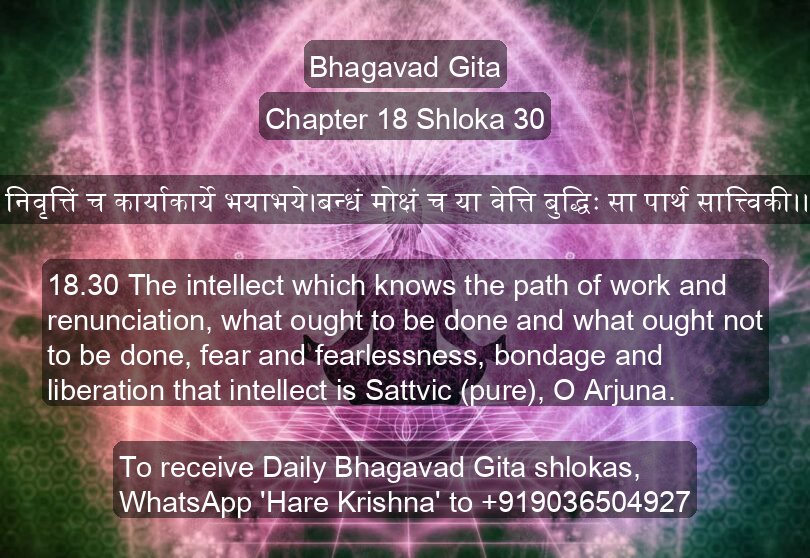 Bhagavad Gita
Chapter 18 Shloka 30
निवृत्तिं च कार्याकार्ये भयाभये।बन्धं मोक्षं च या वेत्ति बुद्धिः सा पार्थ सात्त्विकी।।
18.30 The intellect which knows the path of work and
renunciation, what ought to be done and what ought not
to be done, fear and fearlessness, bondage and
liberation that intellect is Sattvic (pure), O Arjuna.
To receive Daily Bhagavad Gita shlokas,
WhatsApp 'Hare Krishna' to +919036504927